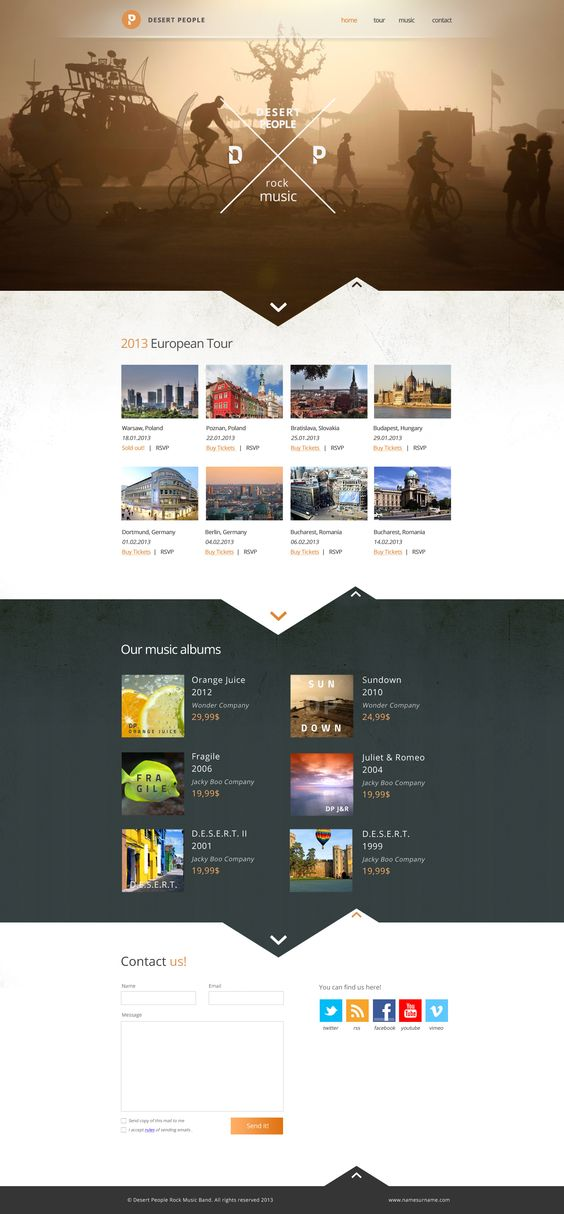 P DESERT PEOPLE home tour music contact
DESERT
PEOPLE
D P
rock
music
2013 European Tour
Warsaw, Poland Poznan, Poland Bratislava, Slovakia Budapest, Hungary
18.01.2013 22.01.2013 25.01.2013 29.01.2013
Sold out! | RSVP Buy Tickets | RSVP Buy Tickets | RSVP Buy Tickets | RSVP
Dortmund, Germany Berlin, Germany Bucharest, Romania Bucharest, Romania
01.02.2013 04.02.2013 06.02.2013 14.02.2013
Buy Tickets | RSVP Buy Tickets | RSVP Buy Tickets | RSVP Buy Tickets | RSVP
Our music albums
DP
ORANGE JUICE
Orange Juice
2012
Wonder Company
29,99$
SUN
DP
DOWN
Sundown
2010
Wonder Company
24,99$
FRA
GILE
Fragile
2006
Jacky Boo Company
19,99$
DP J&R
Juliet & Romeo
2004
Jacky Boo Company
19,99$
D.E.S.E.R.T.
D.E.S.E.R.T. II
2001
Jacky Boo Company
19,99$
D.E.S.E.R.T.
1999
Jacky Boo Company
19,99$
Contact us!
Name Email
Message
Send copy of this mail to me
I accept rules of sending emails.
Send it!
You can find us here!
You
Tube
twitter rss facebook youtube vimeo
© Desert People Rock Music Band. All rights reserved 2013 www.namesurname.com